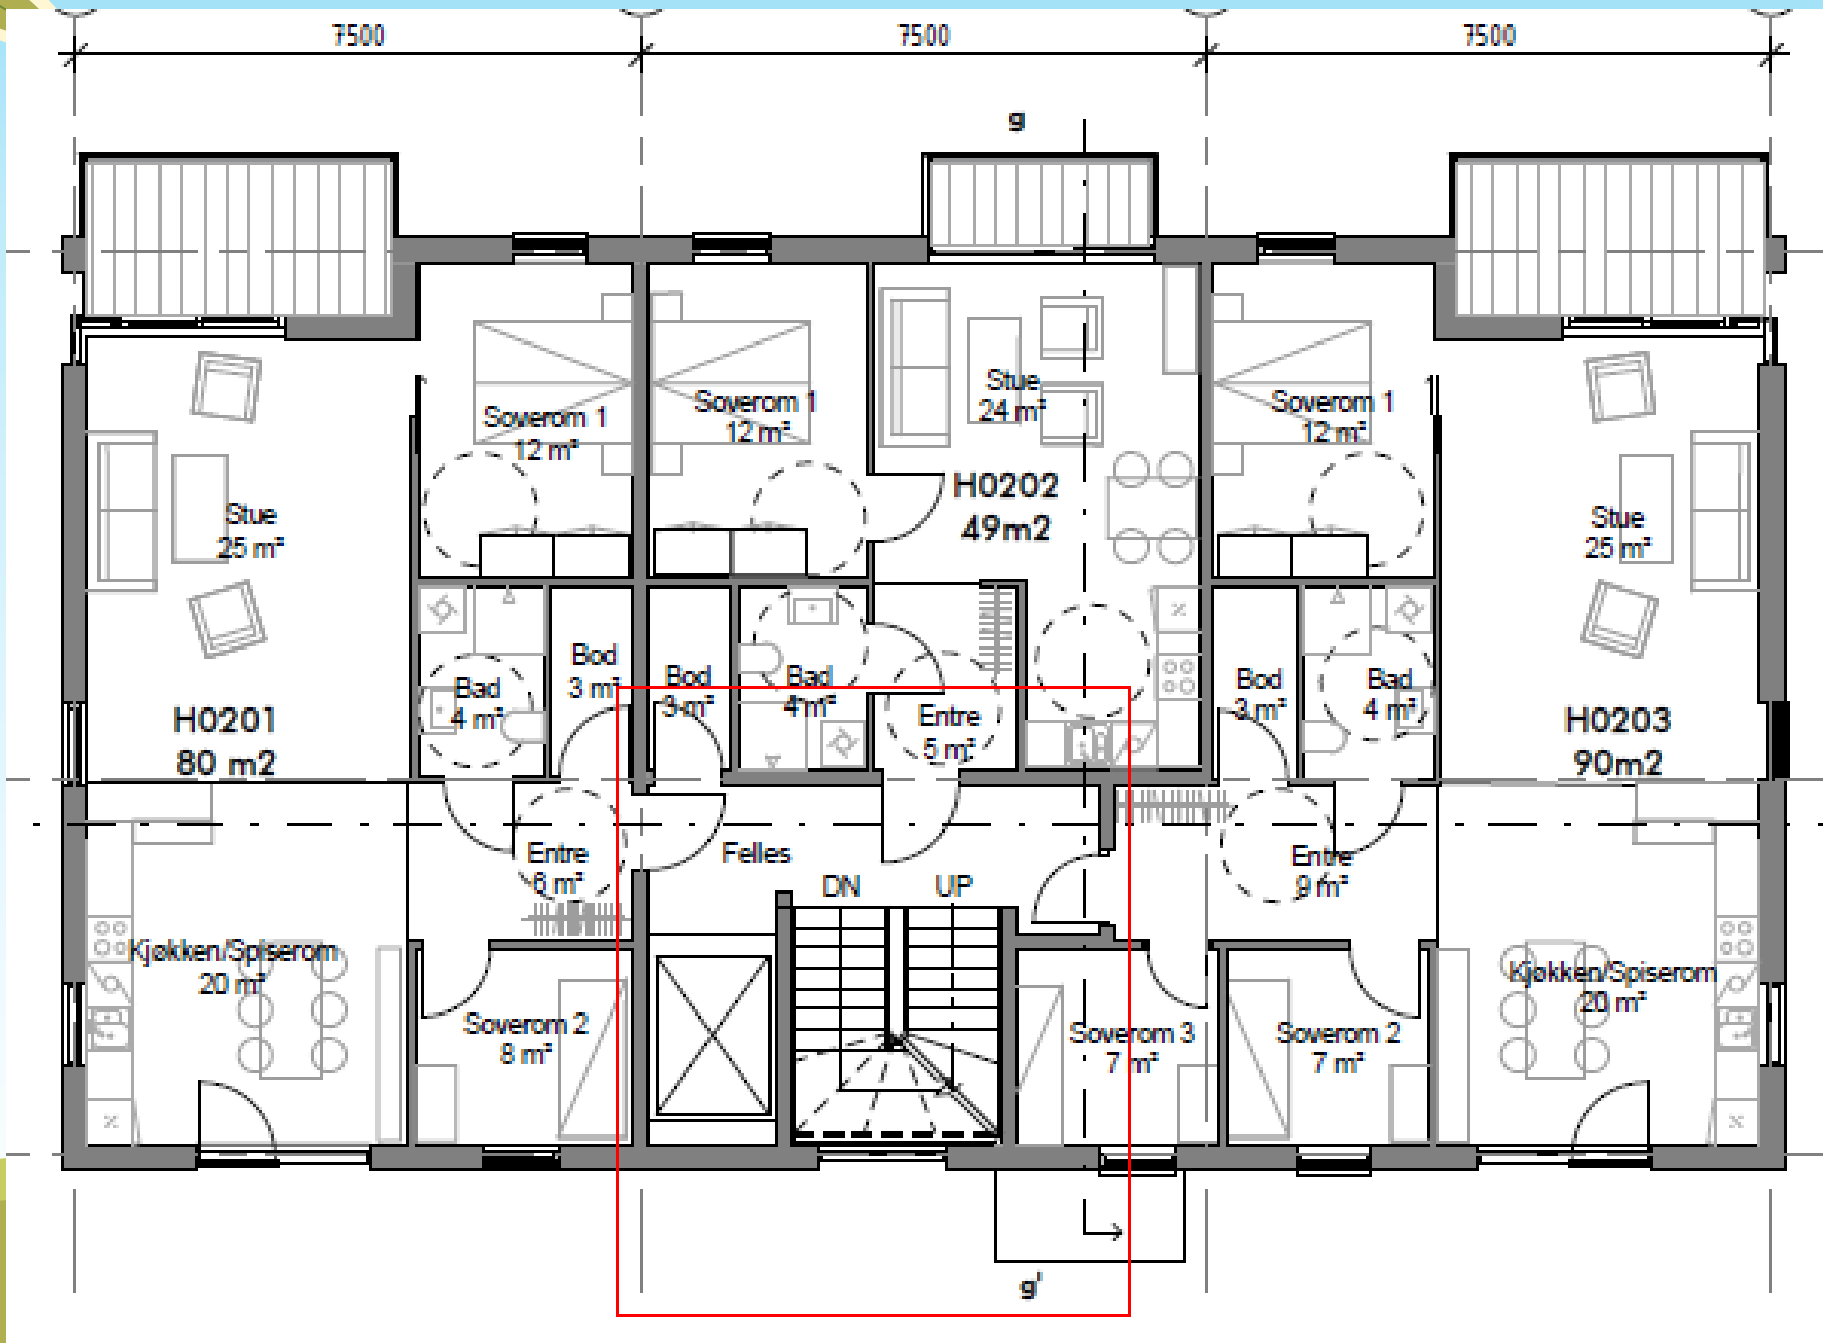 7500
7500
7500
g
Soverom 1
12 m²
Soverom 1
12 m²
Stue
24 m²
Soverom 1
12 m²
H0202
49m2
Stue
25 m²
Stue
25 m²
Bod
3 m²
Bod
3 m²
Bad
4 m²
Bad
4 m²
Entre
5 m²
Bod
3 m²
Bad
4 m²
H0201
80 m2
H0203
90m2
Entre
6 m²
Felles
DN
UP
Entre
9 m²
Kjøkken/Spiserom
20 m²
Soverom 2
8 m²
Soverom 3
7 m²
Soverom 2
7 m²
Kjøkken/Spiserom
20 m²
g'